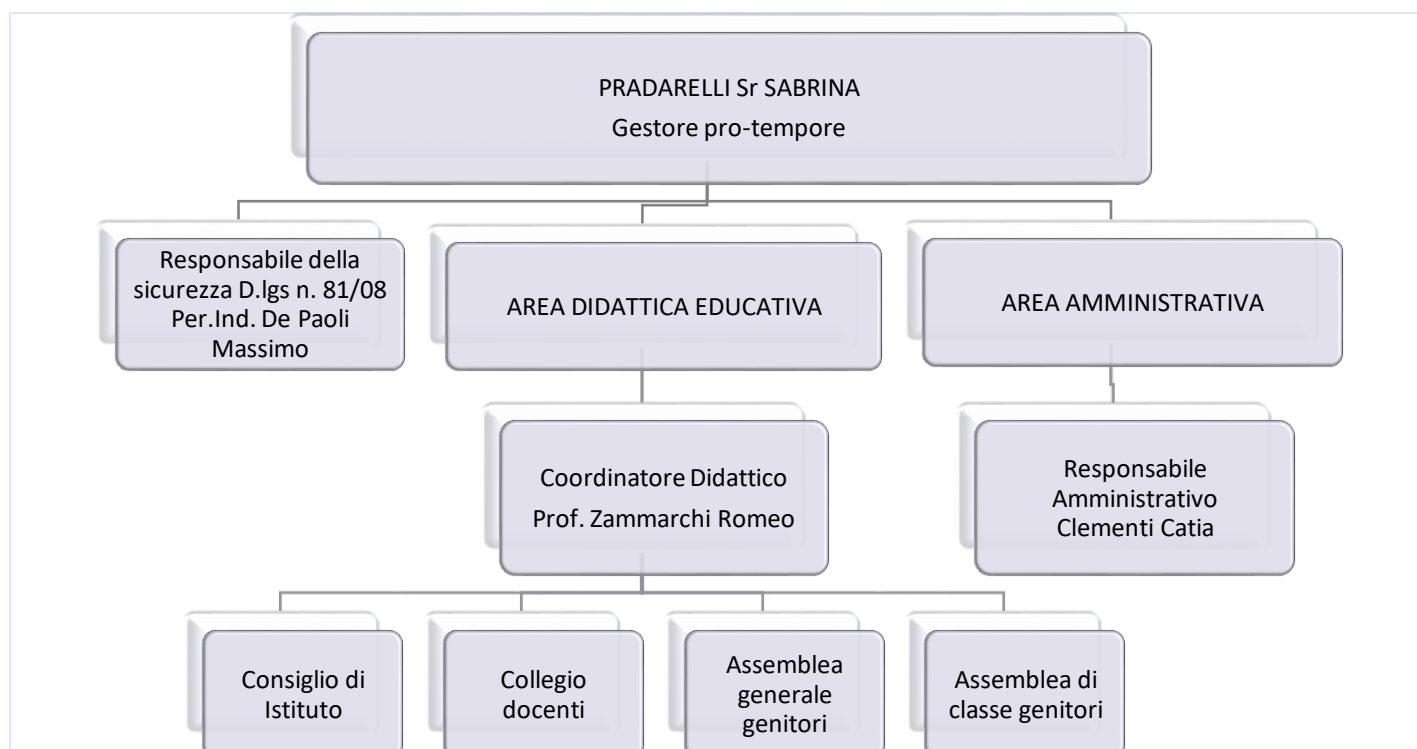 PRADARELLI Sr SABRINA
Gestore pro-tempore
Responsabile della
sicurezza D.lgs n. 81/08
Per.Ind. De Paoli
Massimo
AREA DIDATTICA EDUCATIVA
AREA AMMINISTRATIVA
Coordinatore Didattico
Prof. Zammarchi Romeo
Responsabile
Amministrativo
Clementi Catia
Consiglio di
Istituto
Collegio
docenti
Assemblea
generale
genitori
Assemblea di
classe genitori